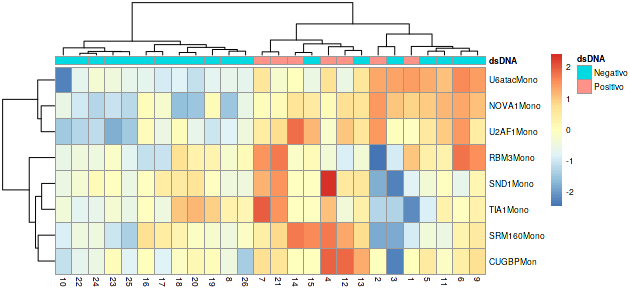 dsDNA
U6atacMono
NOVA1Mono
U2AF1Mono
RBM3Mono
SND1Mono
TIA1Mono
SRM160Mono
CUGBPMono
10 22 24 23 25 16 17 18 20 19 8 26 7 21 14 15 4 12 13 2 3 1 5 11 6 9
2
1
0
-1
-2
dsDNA
Negativo
Positivo